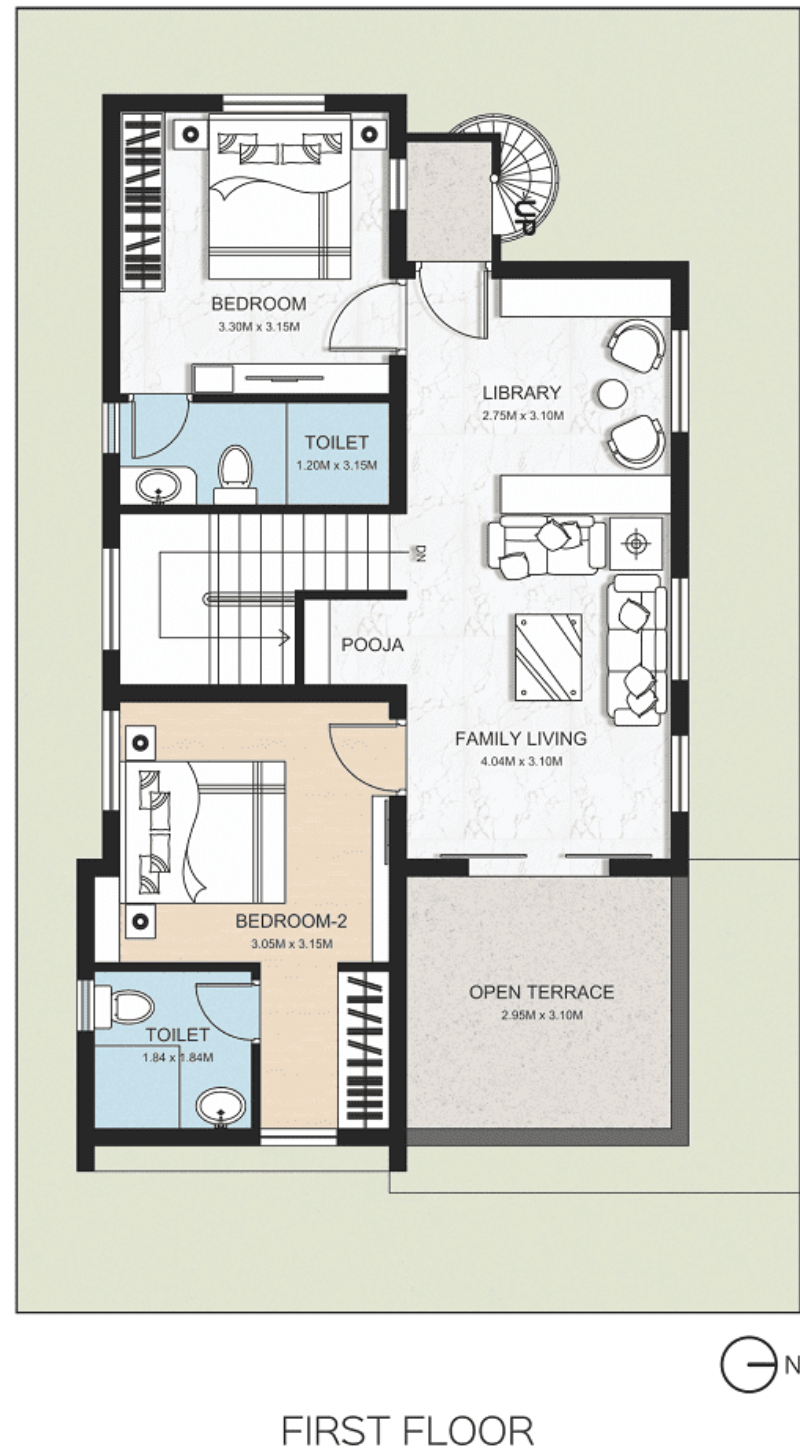 UP
BEDROOM
3.30M x 3.15M
LIBRARY
2.75M x 3.10M
TOILET
1.20M x 3.15M
DN
POOJA
FAMILY LIVING
4.04M x 3.10M
BEDROOM-2
3.05M x 3.15M
OPEN TERRACE
2.95M x 3.10M
TOILET
1.84 x 1.84M
N
FIRST FLOOR